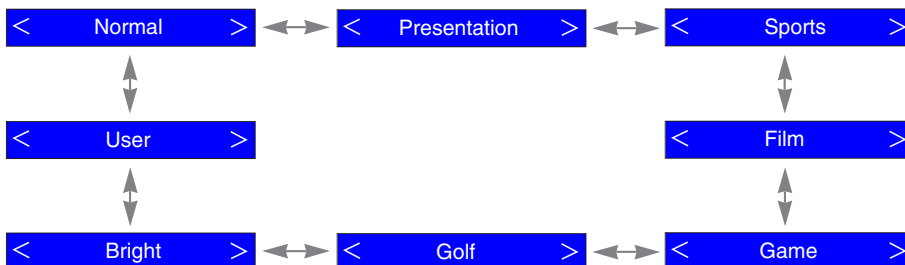 < Normal > < Presentation > < Sports >
< User > < Film >
< Bright > < Golf > < Game >